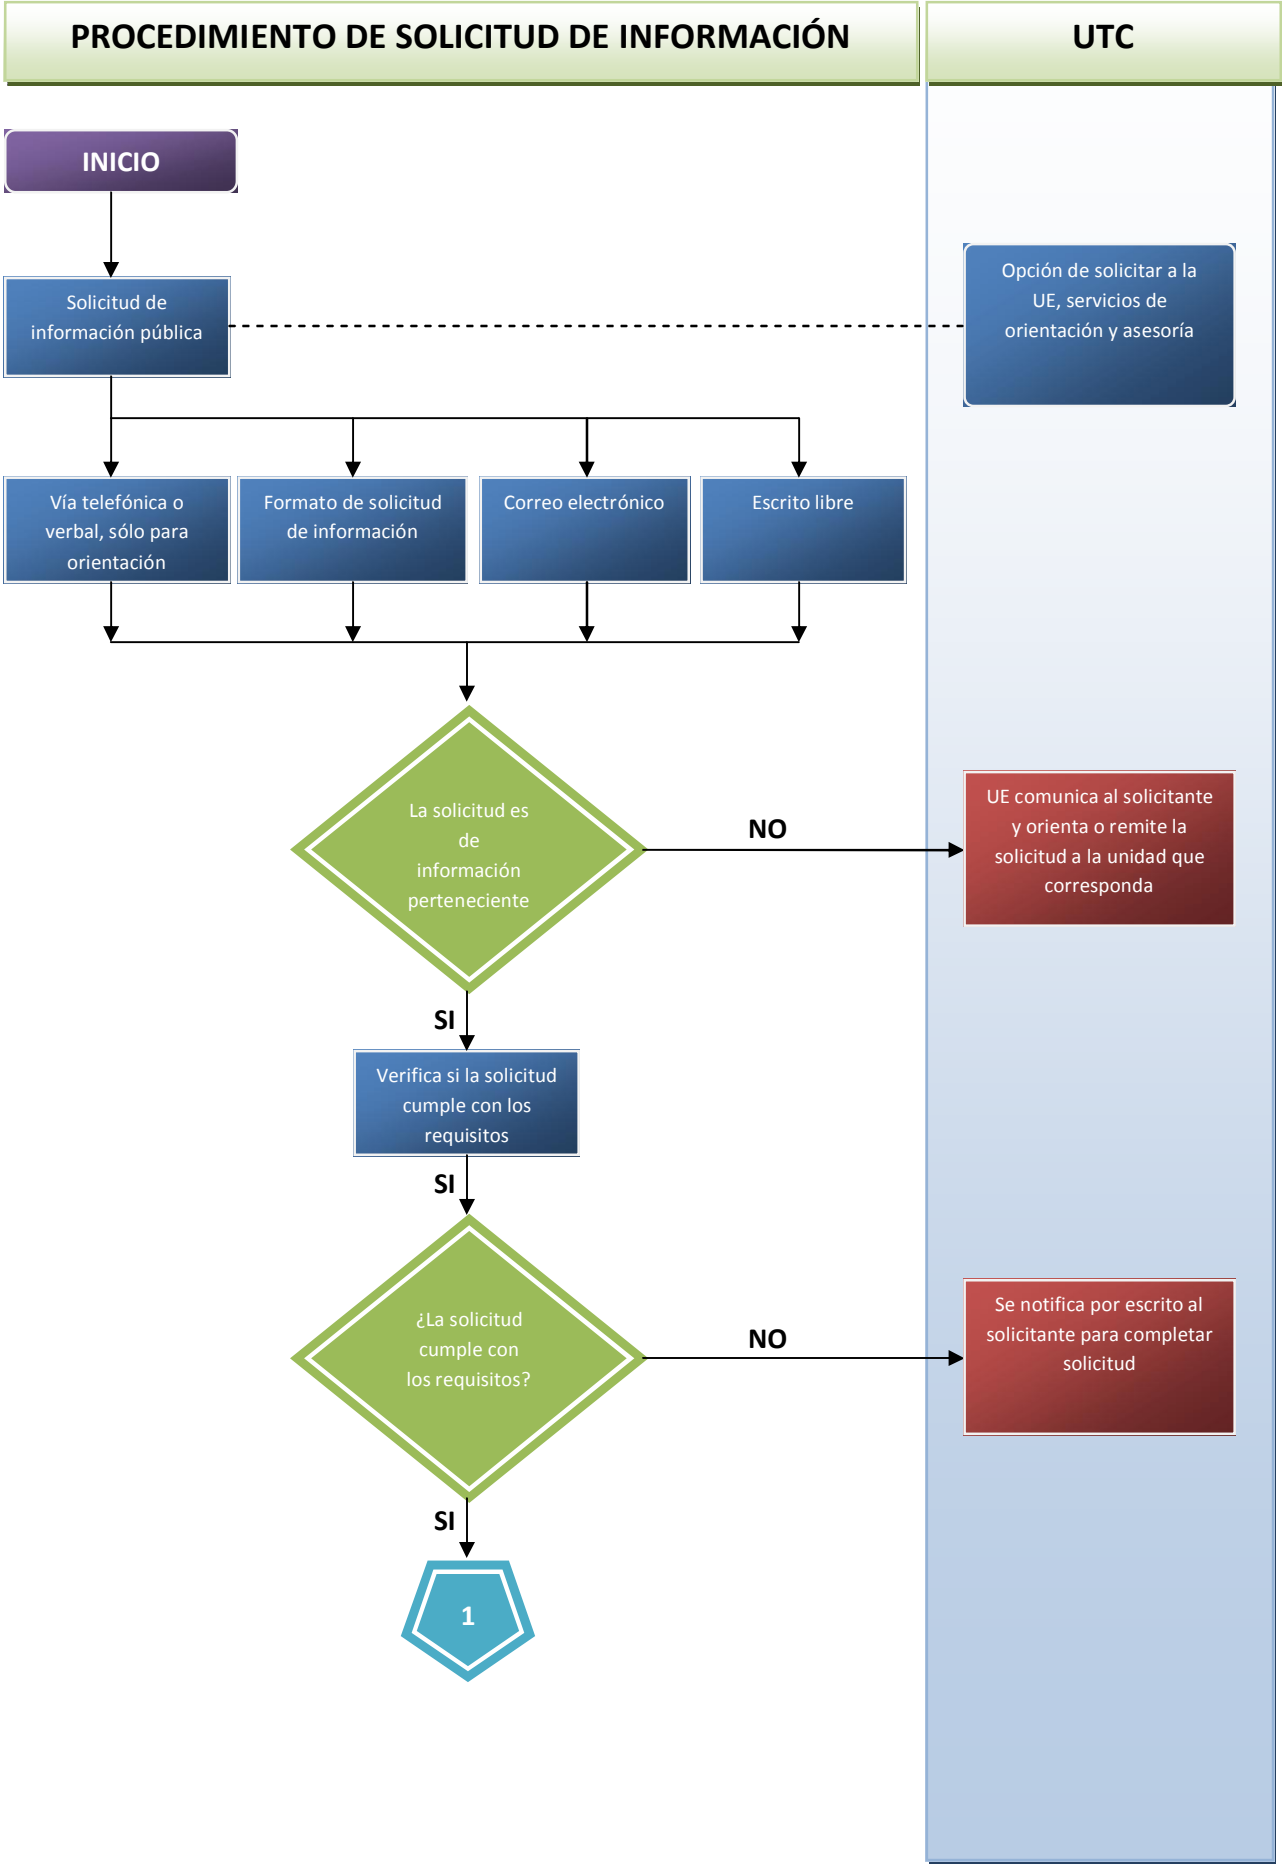 PROCEDIMIENTO DE SOLICITUD DE INFORMACIÓN
UTC
INICIO
Solicitud de
información pública
Opción de solicitar a la
UE, servicios de
orientación y asesoría
Vía telefónica o
verbal, sólo para
orientación
Formato de solicitud
de información
Correo electrónico
Escrito libre
La solicitud es
de
información
perteneciente
NO
UE comunica al solicitante
y orienta o remite la
solicitud a la unidad que
corresponda
SI
Verifica si la solicitud
cumple con los
requisitos
SI
¿La solicitud
cumple con
los requisitos?
NO
Se notifica por escrito al
solicitante para completar
solicitud
SI
1